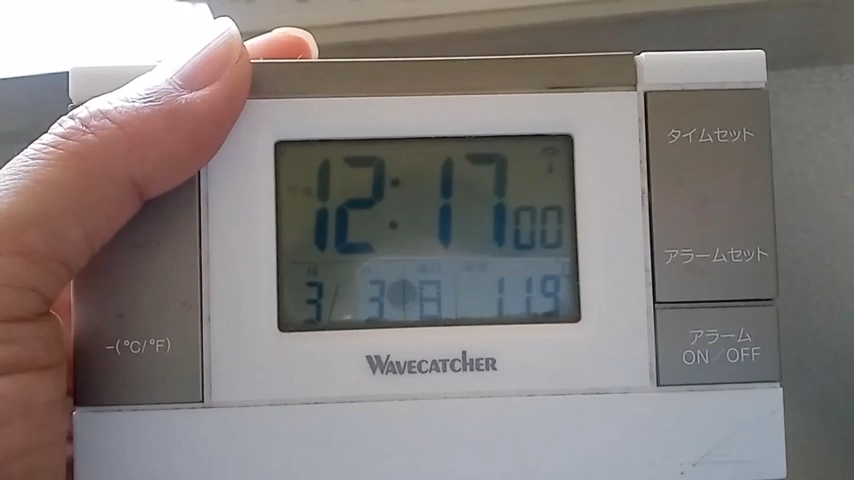 12:17 00
3/3 日 11.9
WAVECATCHER
-(°C/°F)
タイムセット
アラームセット
アラーム
ON/OFF